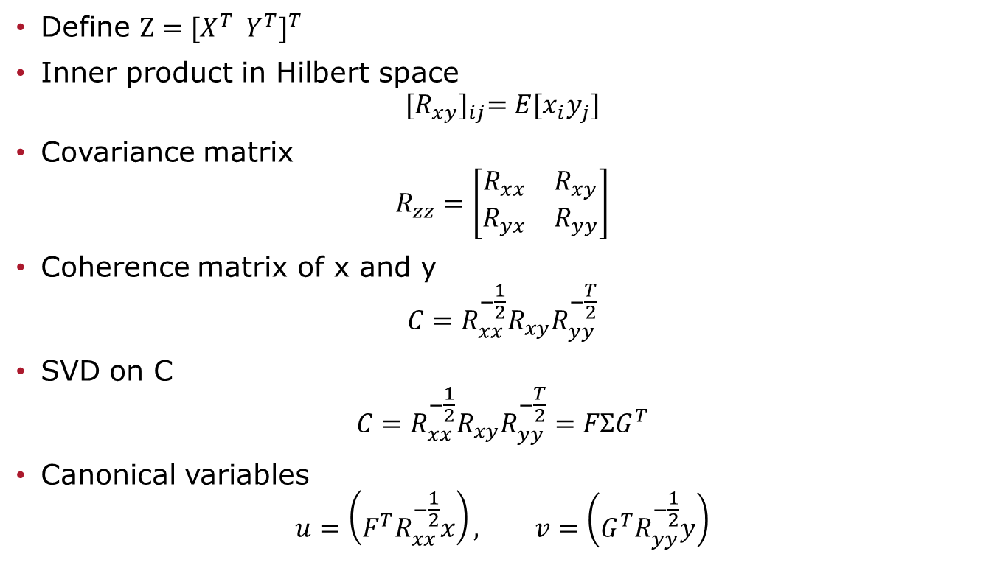 • Define Z = [X^T Y^T]^T
• Inner product in Hilbert space
[R_{xy}]_{ij} = E[x_i y_j]
• Covariance matrix
R_{zz} = \begin{bmatrix} R_{xx} & R_{xy} \\ R_{yx} & R_{yy} \end{bmatrix}
• Coherence matrix of x and y
C = R_{xx}^{-\frac{1}{2}} R_{xy} R_{yy}^{-\frac{T}{2}}
• SVD on C
C = R_{xx}^{-\frac{1}{2}} R_{xy} R_{yy}^{-\frac{T}{2}} = FΣG^T
• Canonical variables
u = \left( F^T R_{xx}^{-\frac{1}{2}} x \right), v = \left( G^T R_{yy}^{-\frac{1}{2}} y \right)